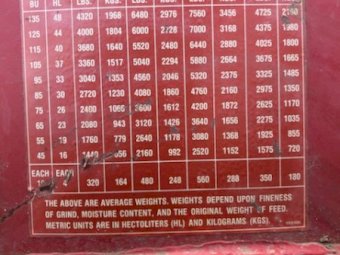 BU HL LBS. KGS. LBS.
135 48 4320 1968 6480 2976 7560 3456 4725
125 44 4000 1804 6000 2728 7000 3168 4375 1980
115 40 3680 1640 5520 2480 6440 2880 4025 1800
105 37 3360 1517 5040 2294 5880 2664 3675 1665
95 33 3040 1353 4560 2046 5320 2376 3325 1485
85 30 2720 1230 4080 1860 4760 2160 2975 1350
75 26 2400 1066 3600 1612 4200 1872 2625 1170
65 23 2080 943 3120 1426 3640 1656 2275 1035
55 19 1760 779 2640 1178 3080 1368 1925 855
45 16 1440 656 2160 992 2520 1152 1575 720
EACH EACH
4 320 164 480 248 560 288 350 180
THE ABOVE ARE AVERAGE WEIGHTS. WEIGHTS DEPEND UPON FINENESS
OF GRIND, MOISTURE CONTENT, AND THE ORIGINAL WEIGHT OF FEED.
METRIC UNITS ARE IN HECTOLITERS (HL) AND KILOGRAMS (KGS).